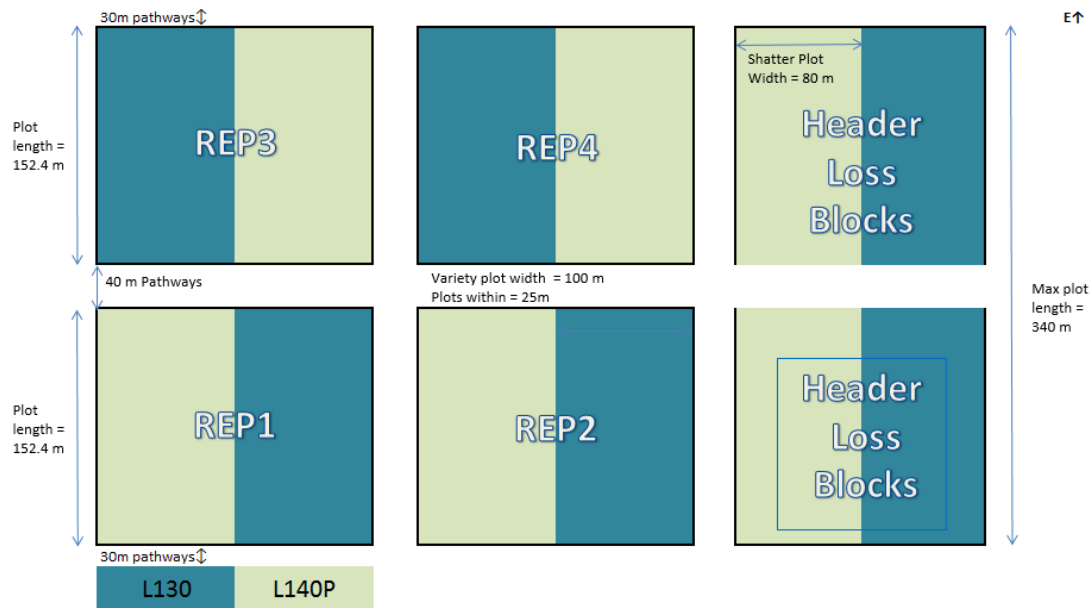 30m pathways↕
E↑
Plot
length =
152.4 m
REP3
REP4
Shatter Plot
Width = 80 m
Header
Loss
Blocks
40 m Pathways
Variety plot width  = 100 m
Plots within = 25m
Max plot
length =
340 m
Plot
length =
152.4 m
REP1
REP2
Header
Loss
Blocks
30m pathways↕
L130
L140P